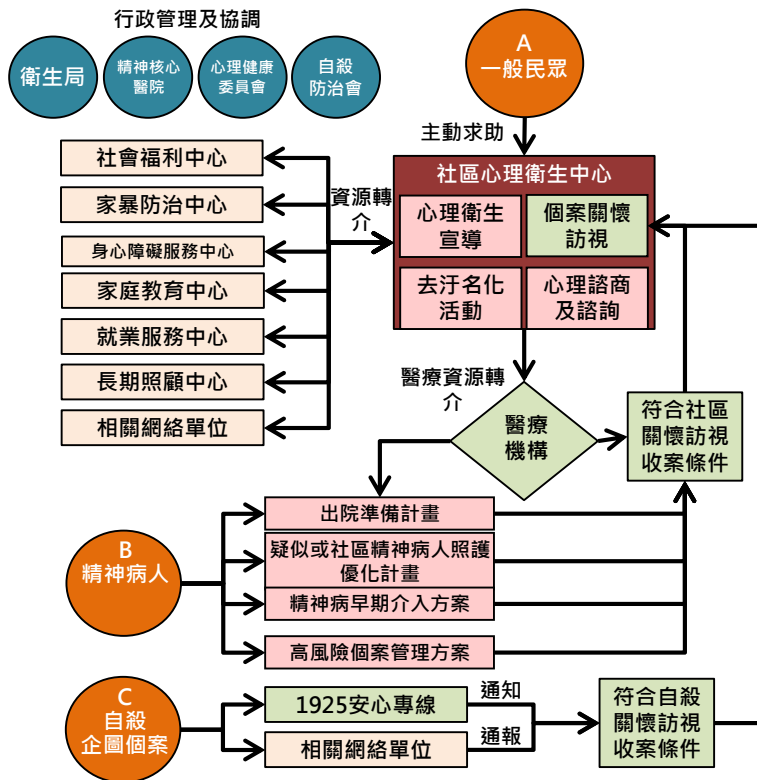 行政管理及協調
衛生局
精神核心
醫院
心理健康
委員會
自殺
防治會
A
一般民眾
主動求助
社會福利中心
家暴防治中心
身心障礙服務中心
家庭教育中心
就業服務中心
長期照顧中心
相關網絡單位
資源轉
介
社區心理衛生中心
心理衛生
宣導
個案關懷
訪視
去汙名化
活動
心理諮商
及諮詢
醫療資源轉
介
醫療
機構
符合社區
關懷訪視
收案條件
B
精神病人
出院準備計畫
疑似或社區精神病人照護
優化計畫
精神病早期介入方案
高風險個案管理方案
C
自殺
企圖個案
1925安心專線
相關網絡單位
通知
通報
符合自殺
關懷訪視
收案條件